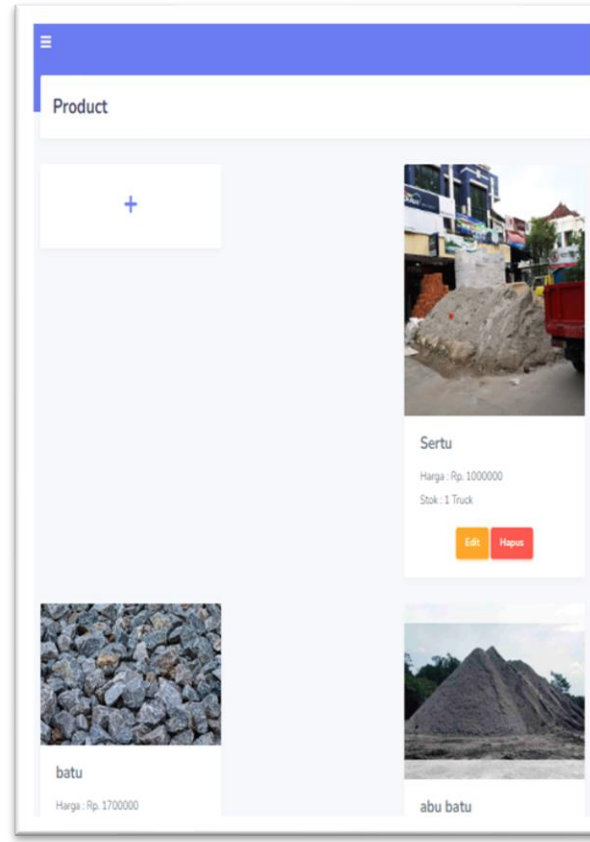 Product
+
Sertu
Harga : Rp. 1000000
Stok : 1 Truck
Edit Hapus
batu
Harga : Rp. 1700000
abu batu